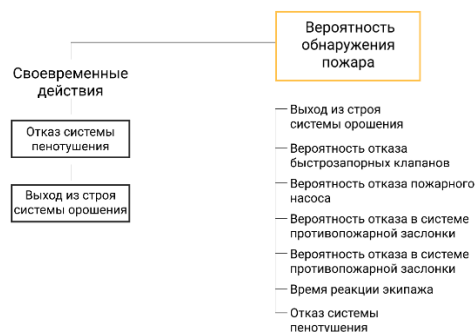 Вероятность
обнаружения
пожара
Своевременные
действия
Отказ системы
пенотушения
Выход из строя
системы орошения
Выход из строя
системы орошения
Вероятность отказа
быстрозапорных клапанов
Вероятность отказа пожарного
насоса
Вероятность отказа в системе
противопожарной заслонки
Вероятность отказа в системе
противопожарной заслонки
Время реакции экипажа
Отказ системы
пенотушения